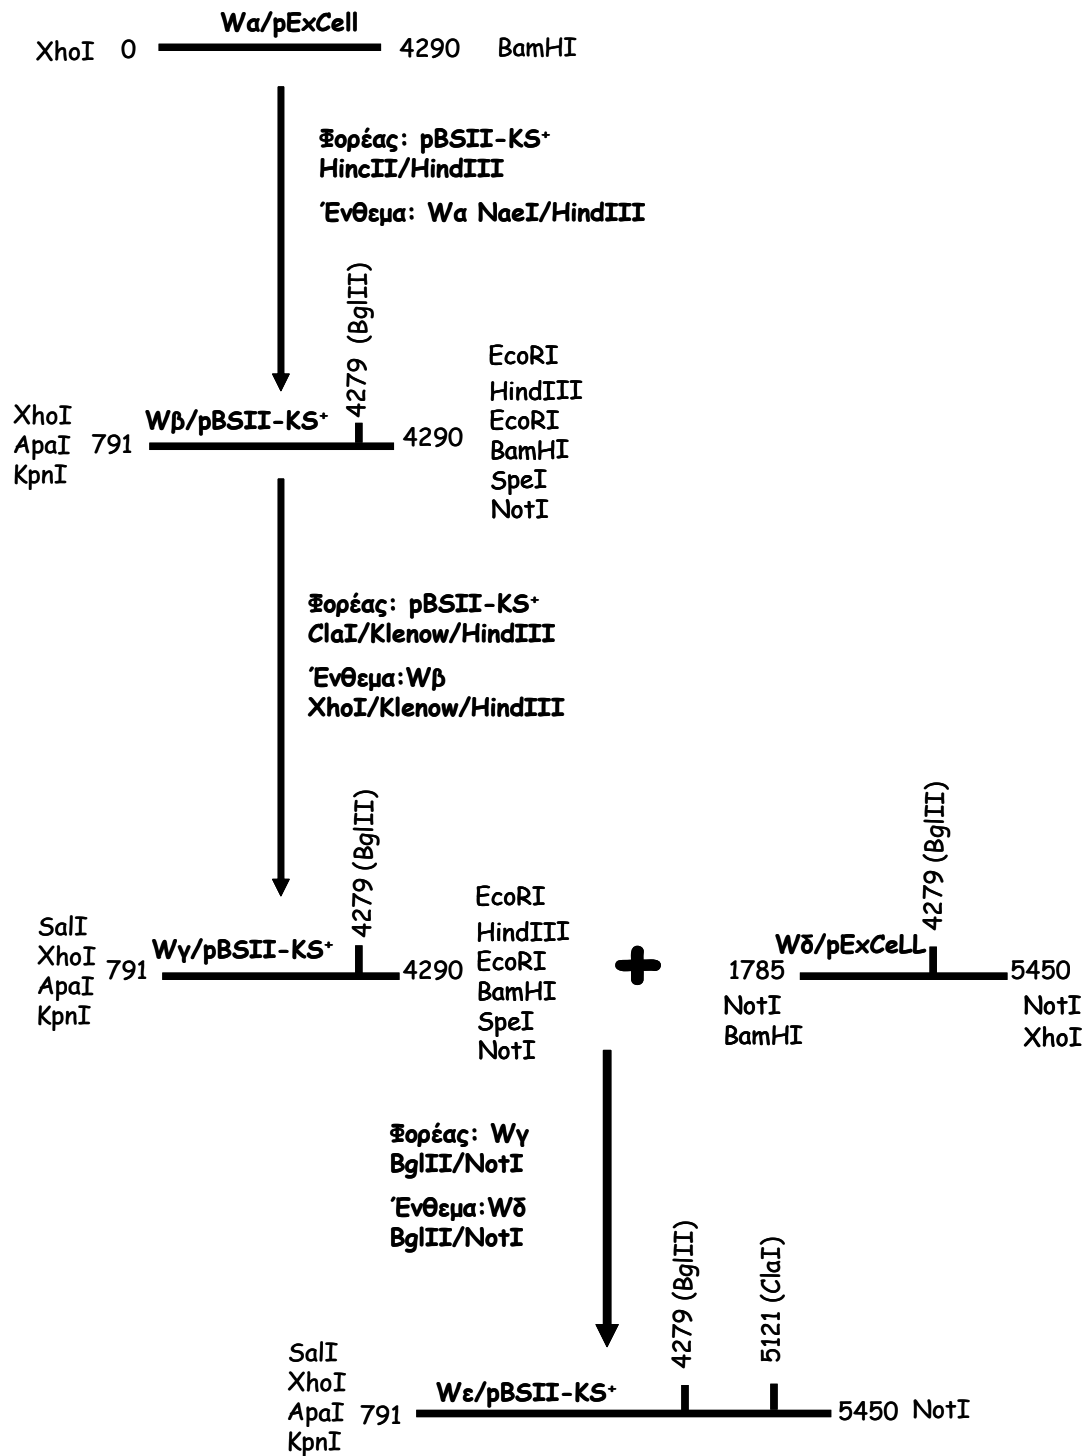 Wα/pExCell
XhoI 0 4290 BamHI
Φορέας: pBSII-KS⁺
HincII/HindIII
Ένθεμα: Wα NaeI/HindIII
4279 (BglII)
Wβ/pBSII-KS⁺
XhoI
ApaI
KpnI
791
4290
EcoRI
HindIII
EcoRI
BamHI
SpeI
NotI
Φορέας: pBSII-KS⁺
ClaI/Klenow/HindIII
Ένθεμα:Wβ
XhoI/Klenow/HindIII
4279 (BglII)
Wγ/pBSII-KS⁺
SalI
XhoI
ApaI
KpnI
791
4290
EcoRI
HindIII
EcoRI
BamHI
SpeI
NotI
+
4279 (BglII)
Wδ/pExCeLL
1785
NotI
BamHI
5450
NotI
XhoI
Φορέας: Wγ
BglII/NotI
Ένθεμα:Wδ
BglII/NotI
4279 (BglII)
5121 (ClaI)
Wε/pBSII-KS⁺
SalI
XhoI
ApaI
KpnI
791
5450 NotI